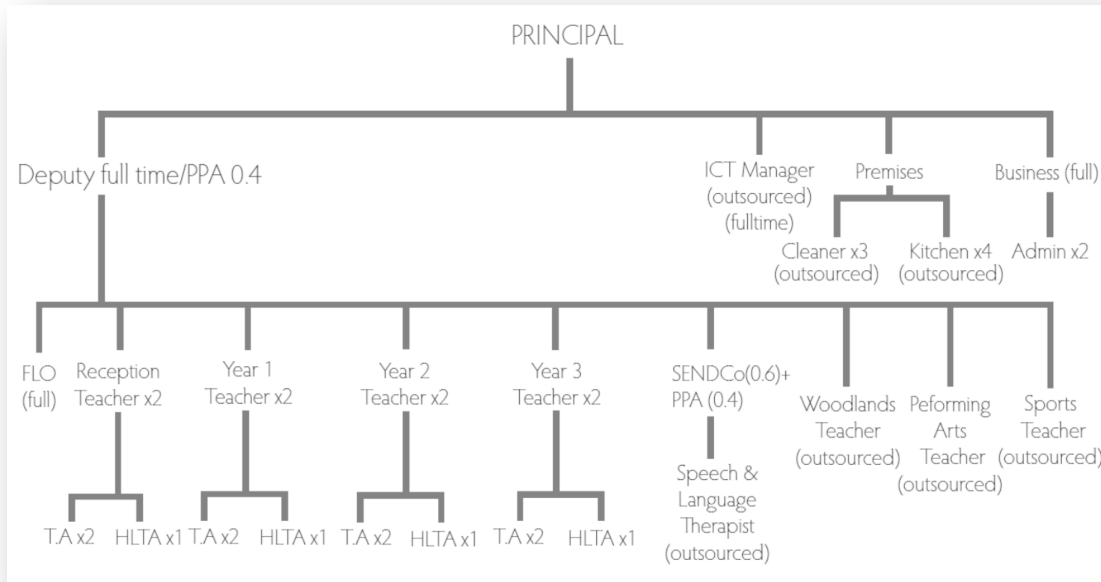 PRINCIPAL
Deputy full time/PPA 0.4
ICT Manager
(outsourced)
(fulltime)
Premises
Business (full)
Cleaner x3
(outsourced)
Kitchen x4
(outsourced)
Admin x2
FLO
(full)
Reception
Teacher x2
Year 1
Teacher x2
Year 2
Teacher x2
Year 3
Teacher x2
SENDCo(0.6)+
PPA (0.4)
Woodlands
Teacher
(outsourced)
Peforming
Arts
Teacher
(outsourced)
Sports
Teacher
(outsourced)
T.A x2
HLTA x1
T.A x2
HLTA x1
T.A x2
HLTA x1
T.A x2
HLTA x1
Speech &
Language
Therapist
(outsourced)